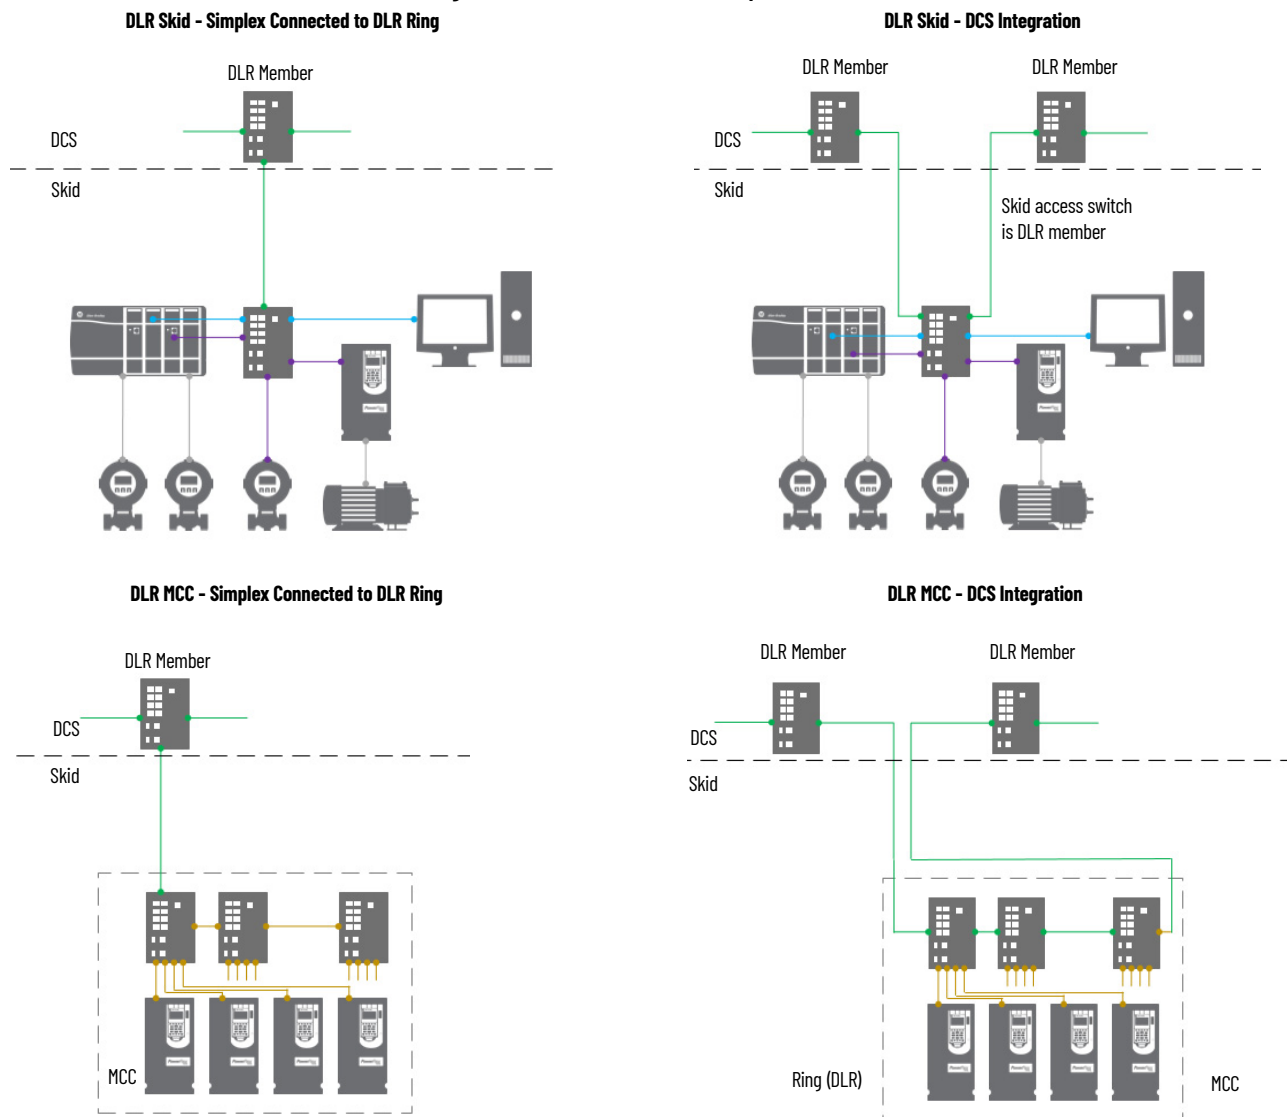 DLR Skid - Simplex Connected to DLR Ring
DLR Member
DCS
Skid
DLR Skid - DCS Integration
DLR Member
DLR Member
DCS
Skid
Skid access switch
is DLR member
DLR MCC - Simplex Connected to DLR Ring
DLR Member
DCS
Skid
MCC
DLR MCC - DCS Integration
DLR Member
DLR Member
DCS
Skid
Ring (DLR)
MCC